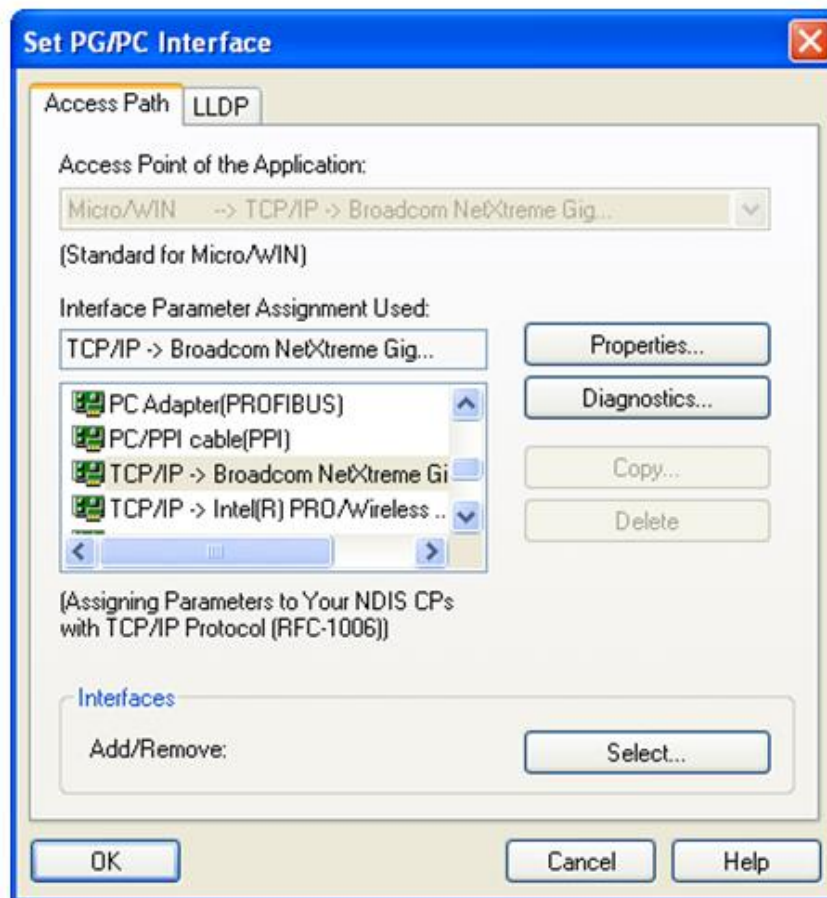 Set PG/PC Interface
Access Path
LLDP
Access Point of the Application:
Micro/WIN --> TCP/IP -> Broadcom NetXtreme Gig...
(Standard for Micro/WIN)
Interface Parameter Assignment Used:
TCP/IP -> Broadcom NetXtreme Gig...
Properties...
PC Adapter(PROFIBUS)
Diagnostics...
PC/PPI cable(PPI)
TCP/IP -> Broadcom NetXtreme Gi
Copy...
TCP/IP -> Intel(R) PRO/Wireless ..
Delete
(Assigning Parameters to Your NDIS CPs
with TCP/IP Protocol (RFC-1006))
Interfaces
Add/Remove:
Select...
OK
Cancel
Help